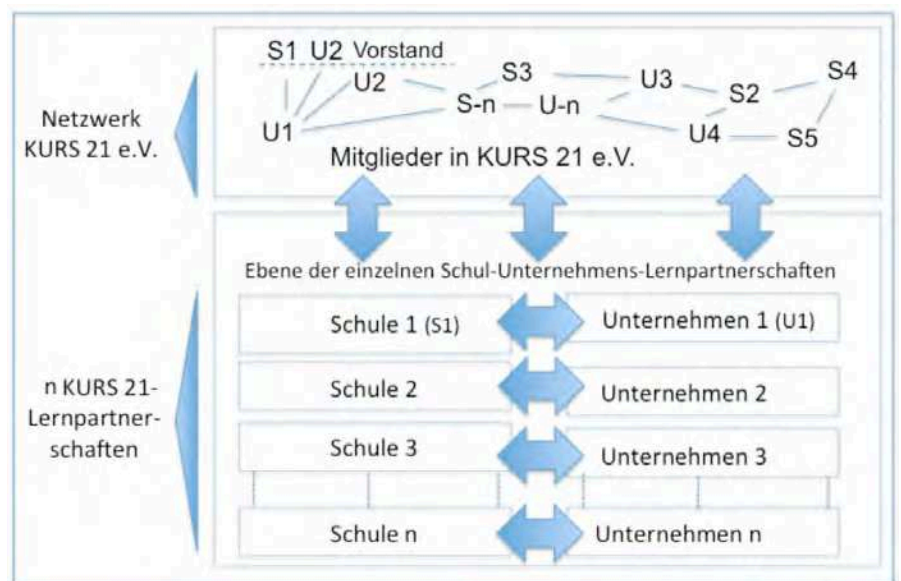 Netzwerk
KURS 21 e.V.
S1 U2 Vorstand
U2
S3
U3
S4
S-n
U-n
S2
U1
U4
S5
Mitglieder in KURS 21 e.V.
Ebene der einzelnen Schul-Unternehmens-Lernpartnerschaften
n KURS 21-
Lernpartner-
schaften
Schule 1 (S1)
Unternehmen 1 (U1)
Schule 2
Unternehmen 2
Schule 3
Unternehmen 3
Schule n
Unternehmen n